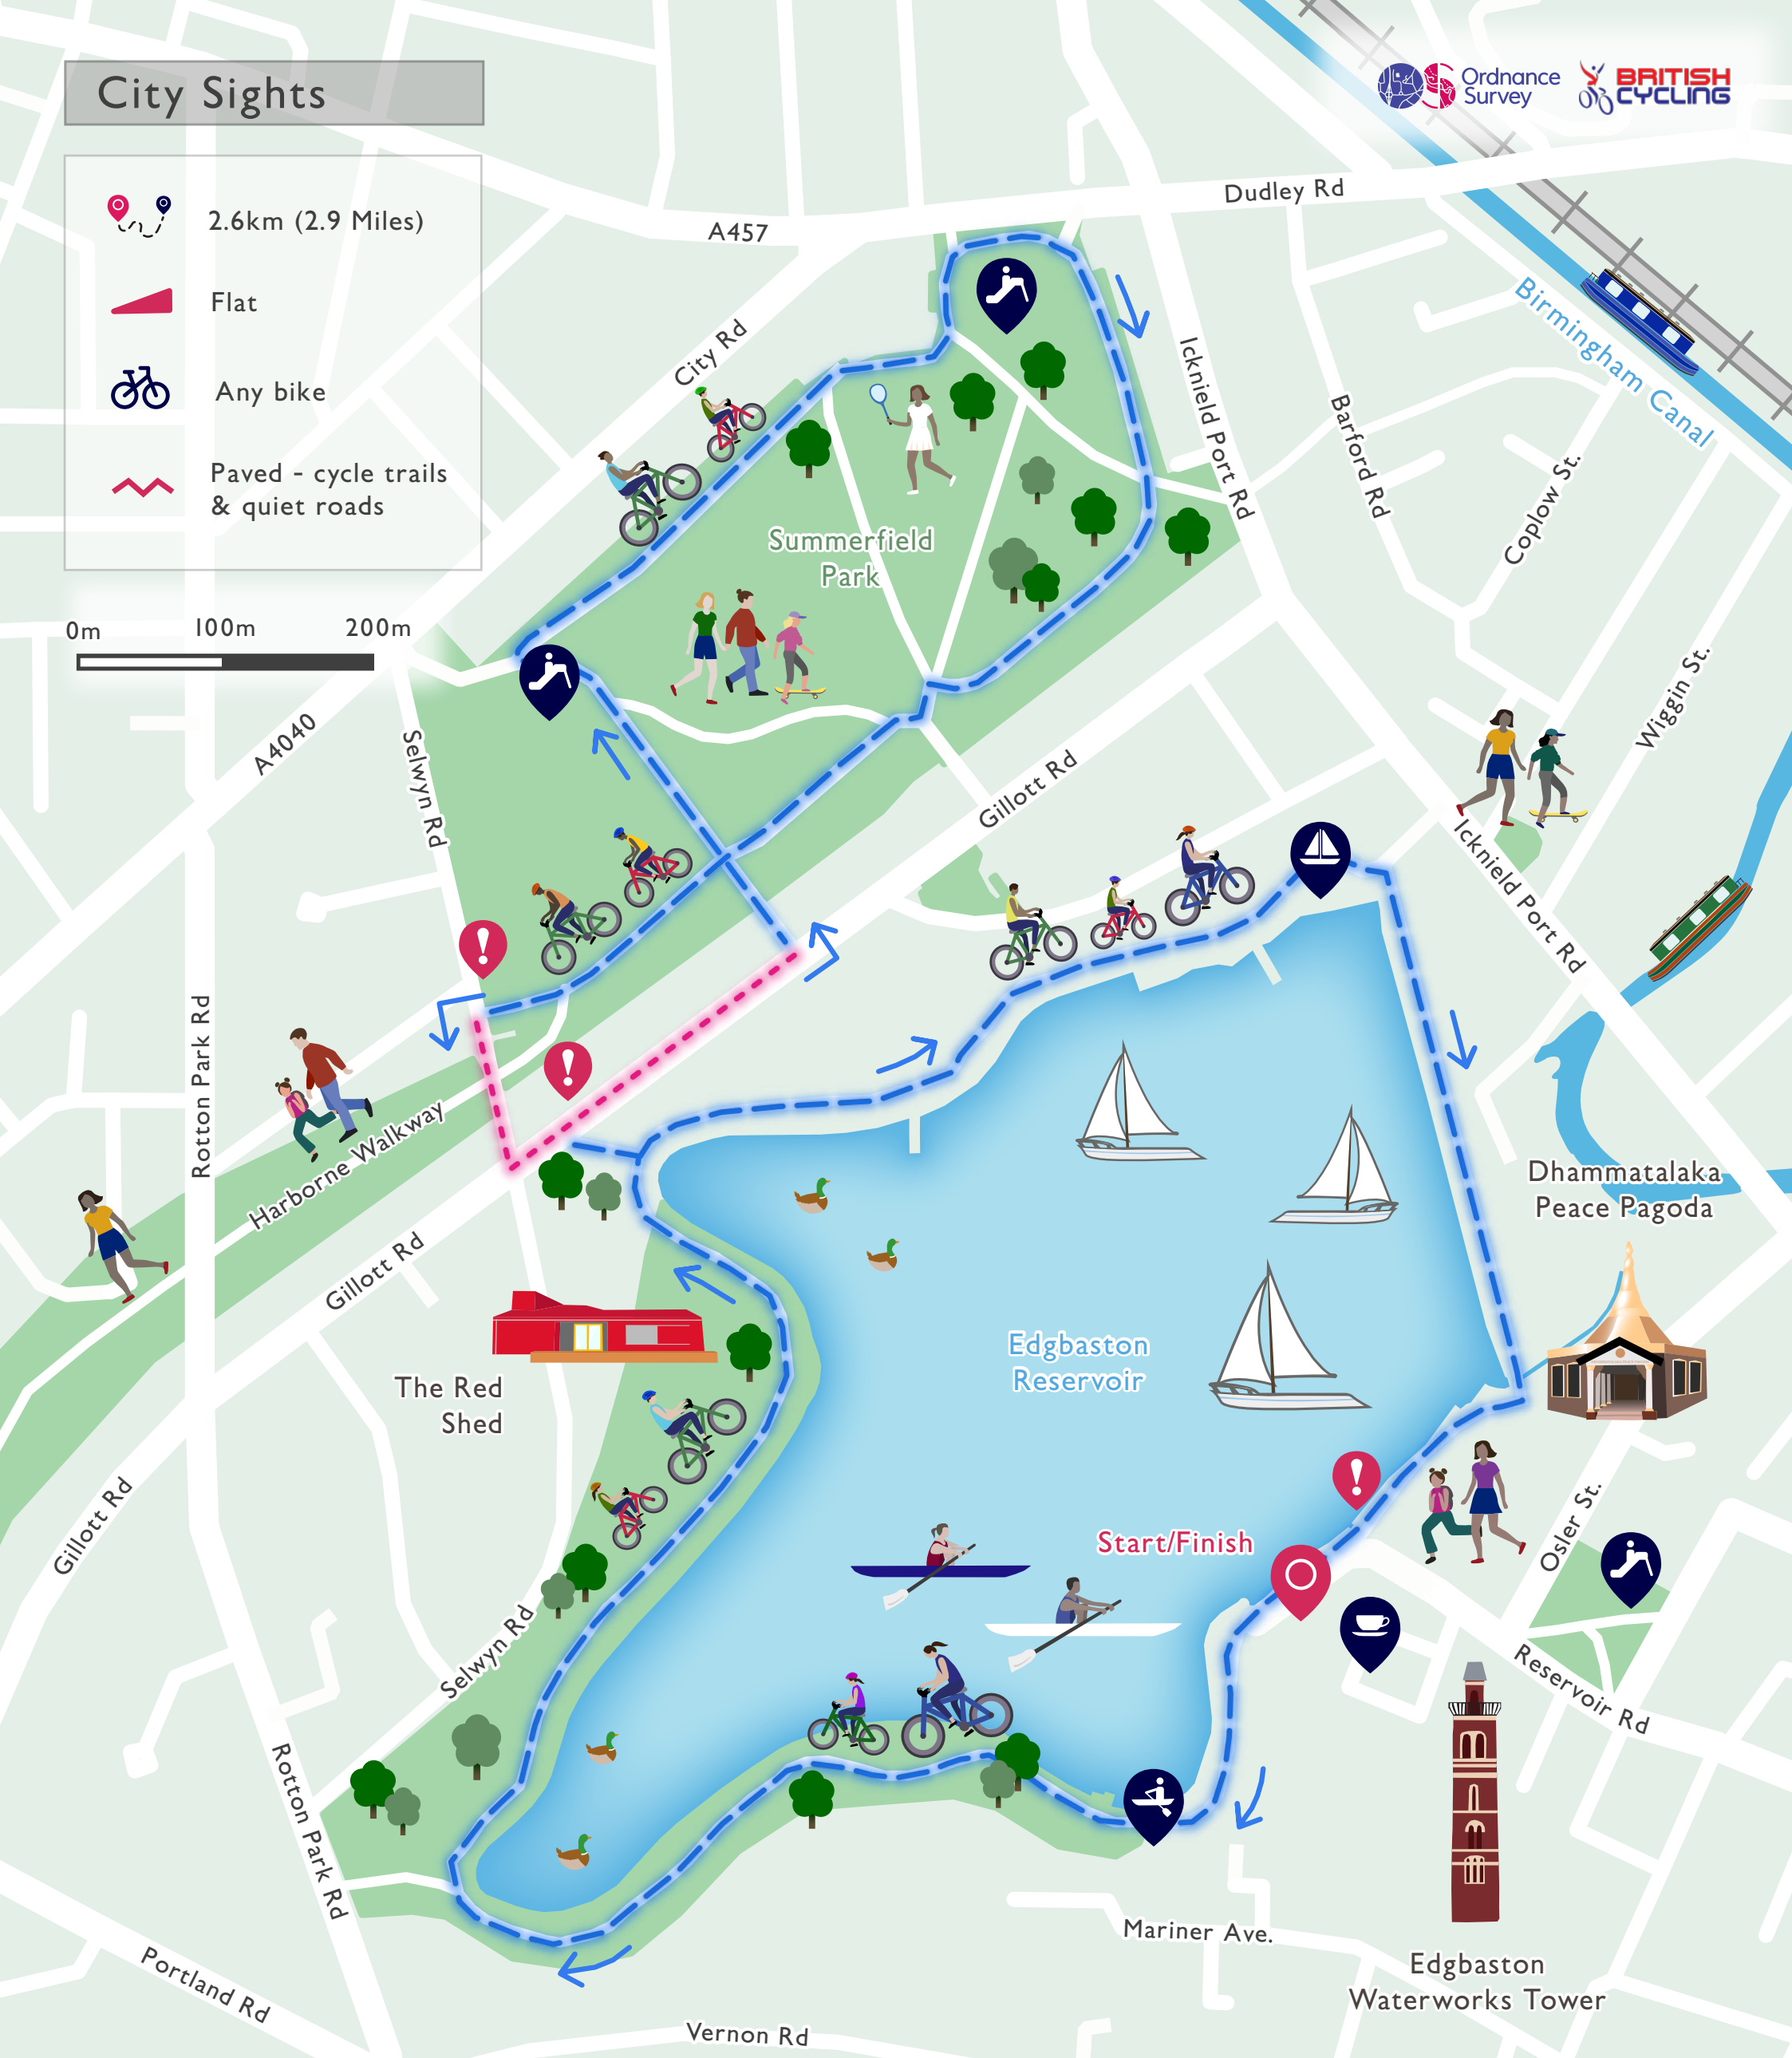 City Sights
Ordnance
Survey
BRITISH
CYCLING
2.6km (2.9 Miles)
Flat
Any bike
Paved - cycle trails
& quiet roads
0m
100m
200m
A457
Dudley Rd
City Rd
Icknield Port Rd
Barford Rd
Birmingham Canal
Coplow St.
Wiggin St.
Summerfield
Park
A4040
Selwyn Rd
Gillott Rd
Icknield Port Rd
Rotton Park Rd
Harborne Walkway
Gillott Rd
Dhammatalaka
Peace Pagoda
Edgbaston
Reservoir
The Red
Shed
Gillott Rd
Start/Finish
Osler St.
Selwyn Rd
Reservoir Rd
Rotton Park Rd
Mariner Ave.
Portland Rd
Edgbaston
Waterworks Tower
Vernon Rd